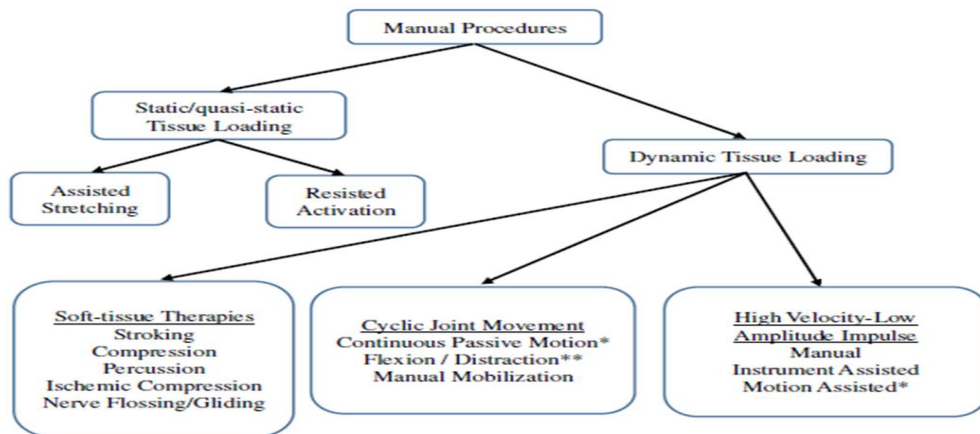 Manual Procedures
Static/quasi-static
Tissue Loading
Dynamic Tissue Loading
Assisted
Stretching
Resisted
Activation
Soft-tissue Therapies
Stroking
Compression
Percussion
Ischemic Compression
Nerve Flossing/Gliding
Cyclic Joint Movement
Continuous Passive Motion*
Flexion / Distraction**
Manual Mobilization
High Velocity-Low
Amplitude Impulse
Manual
Instrument Assisted
Motion Assisted*